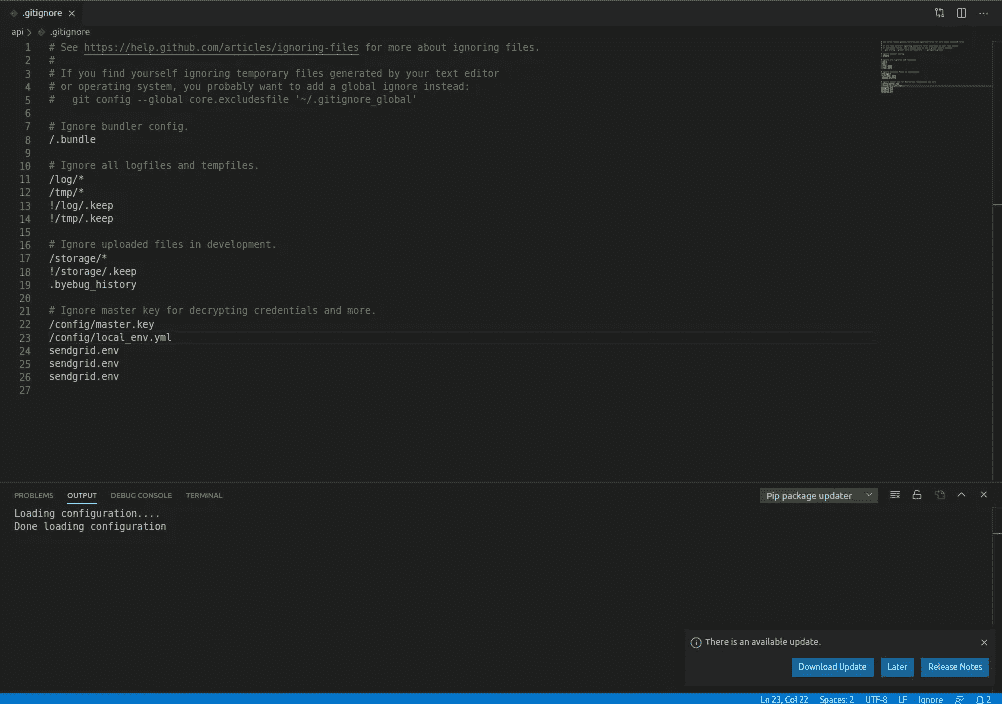 .gitignore
api > .gitignore
1 # See https://help.github.com/articles/ignoring-files for more about ignoring files.
2 #
3 # If you find yourself ignoring temporary files generated by your text editor
4 # or operating system, you probably want to add a global ignore instead:
5 #   git config --global core.excludesfile '~/.gitignore_global'
6
7 # Ignore bundler config.
8 /.bundle
9
10 # Ignore all logfiles and tempfiles.
11 /log/*
12 /tmp/*
13 !/log/.keep
14 !/tmp/.keep
15
16 # Ignore uploaded files in development.
17 /storage/*
18 !/storage/.keep
19 .byebug_history
20
21 # Ignore master key for decrypting credentials and more.
22 /config/master.key
23 /config/local_env.yml
24 sendgrid.env
25 sendgrid.env
26 sendgrid.env
27
PROBLEMS OUTPUT DEBUG CONSOLE TERMINAL Pip package updater
Loading configuration....
Done loading configuration
There is an available update.
Download Update Later Release Notes
Ln 23, Col 22 Spaces: 2 UTF-8 LF Ignore 2